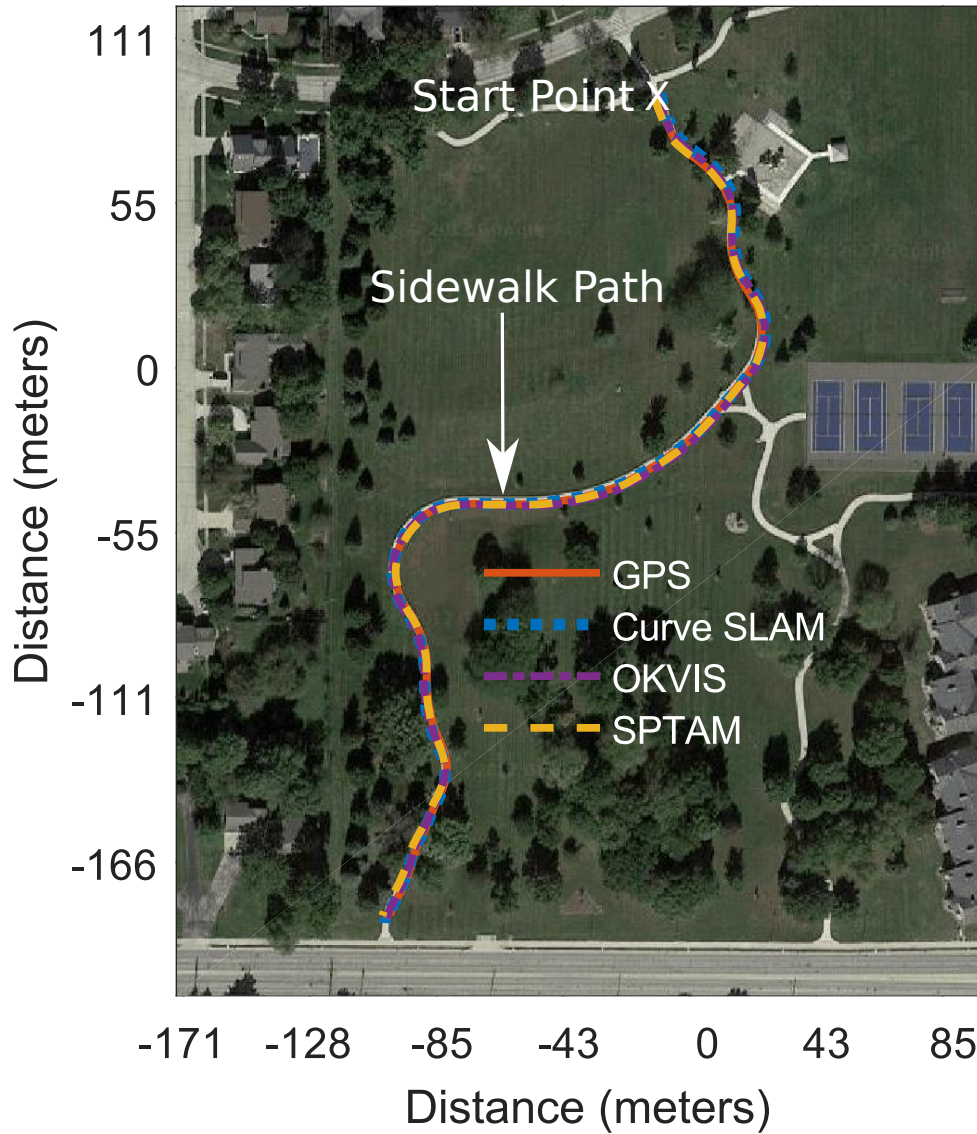 111
Start Point X
55
Sidewalk Path
0
-55
GPS
Curve SLAM
OKVIS
-111
SPTAM
-166
Distance (meters)
-171 -128 -85 -43 0 43 85
Distance (meters)